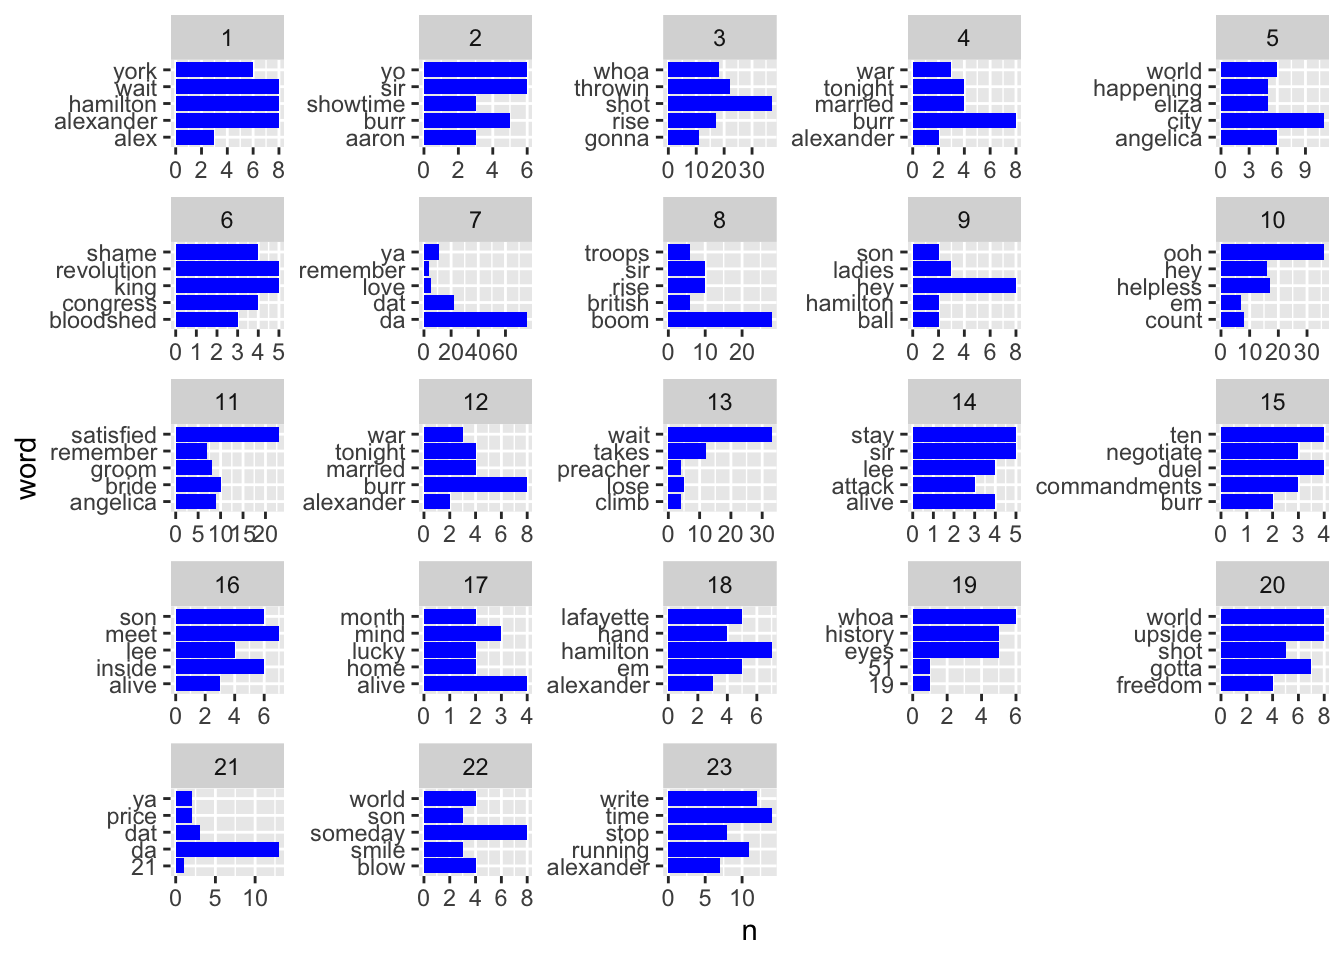 1
york
wait
hamilton
alexander
alex
0 2 4 6 8
2
yo
sir
showtime
burr
aaron
0 2 4 6
3
whoa
throwin
shot
rise
gonna
0 10 20 30
4
war
tonight
married
burr
alexander
0 2 4 6 8
5
world
happening
eliza
city
angelica
0 3 6 9
6
shame
revolution
king
congress
bloodshed
0 1 2 3 4 5
7
ya
remember
love
dat
da
0 20 40 60
8
troops
sir
rise
british
boom
0 10 20
9
son
ladies
hey
hamilton
ball
0 2 4 6 8
10
ooh
hey
helpless
em
count
0 10 20 30
word
11
satisfied
remember
groom
bride
angelica
0 5 10 15 20
12
war
tonight
married
burr
alexander
0 2 4 6 8
13
wait
takes
preacher
lose
climb
0 10 20 30
14
stay
sir
lee
attack
alive
0 1 2 3 4 5
15
ten
negotiate
duel
commandments
burr
0 1 2 3 4
16
son
meet
lee
inside
alive
0 2 4 6
17
month
mind
lucky
home
alive
0 1 2 3 4
18
lafayette
hand
hamilton
em
alexander
0 2 4 6
19
whoa
history
eyes
51
19
0 2 4 6
20
world
upside
shot
gotta
freedom
0 2 4 6 8
21
ya
price
dat
da
21
0 5 10
22
world
son
someday
smile
blow
0 2 4 6 8
23
write
time
stop
running
alexander
0 5 10
n